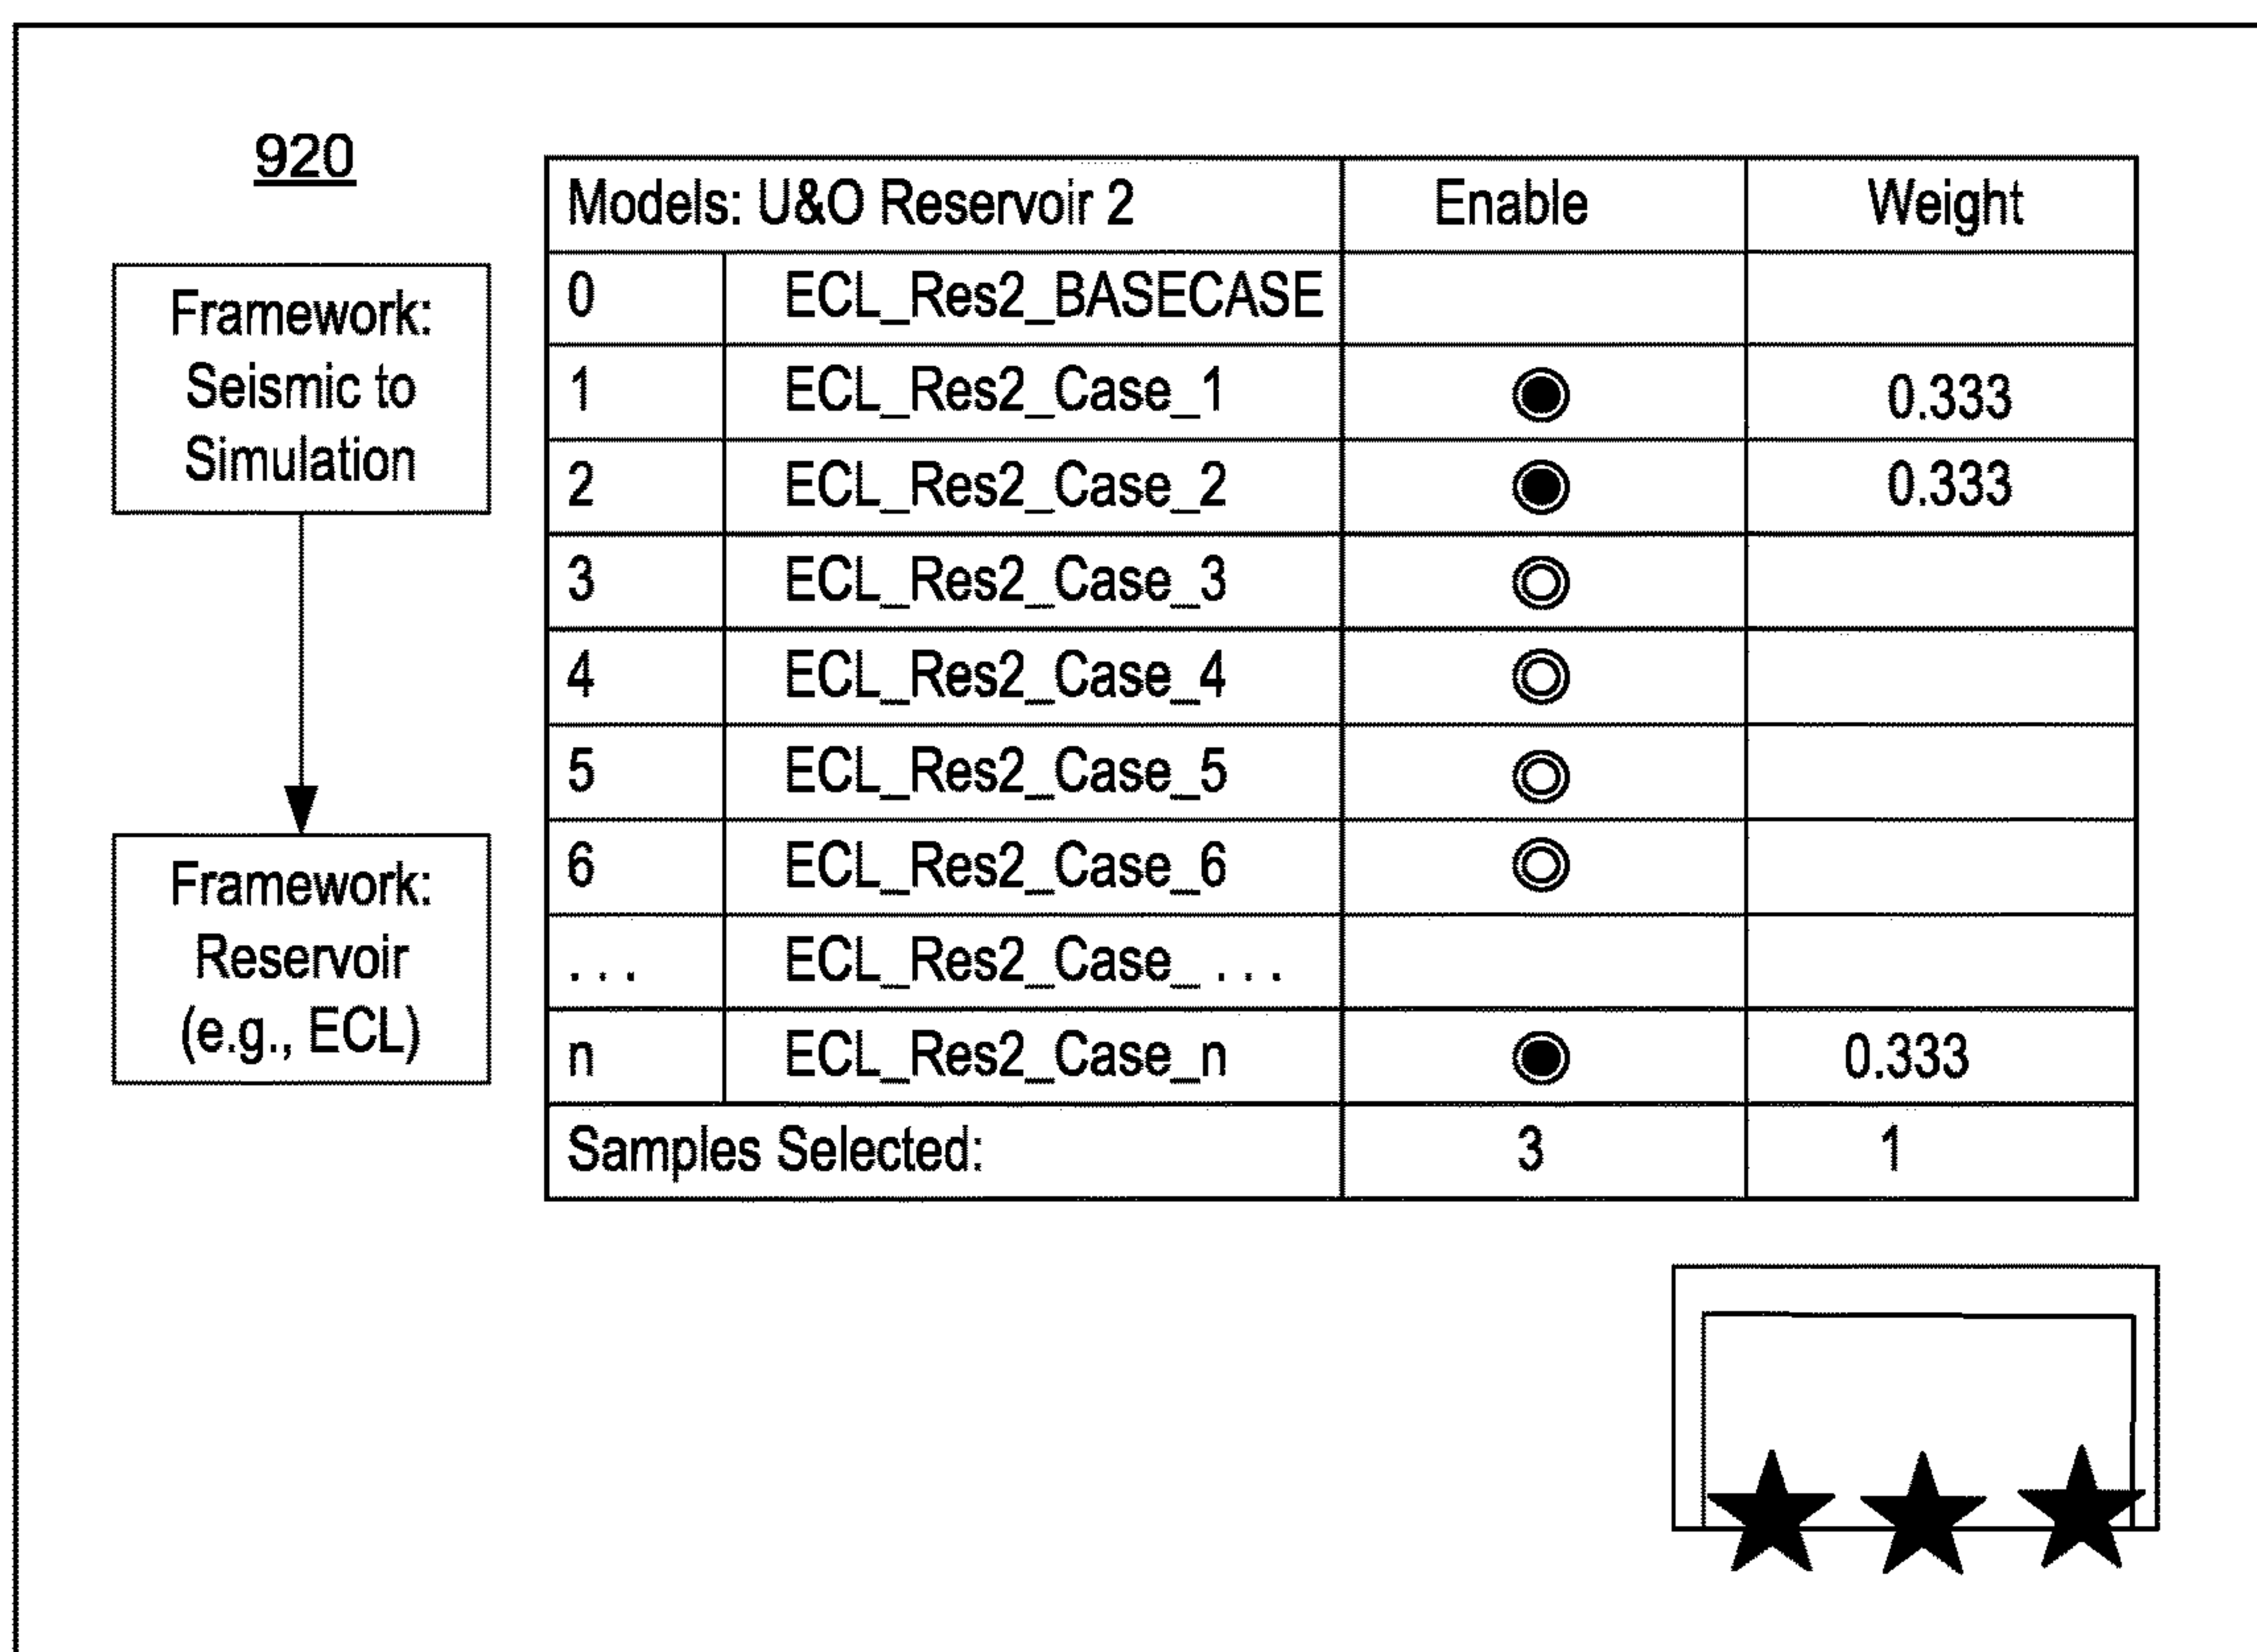 920
Framework:
Seismic to
Simulation
Framework:
Reservoir
(e.g., ECL)
Models: U&O Reservoir 2 Enable Weight
0 ECL_Res2_BASECASE
1 ECL_Res2_Case_1 0.333
2 ECL_Res2_Case_2 0.333
3 ECL_Res2_Case_3
4 ECL_Res2_Case_4
5 ECL_Res2_Case_5
6 ECL_Res2_Case_6
. . . ECL_Res2_Case_ . . .
n ECL_Res2_Case_n 0.333
Samples Selected: 3 1